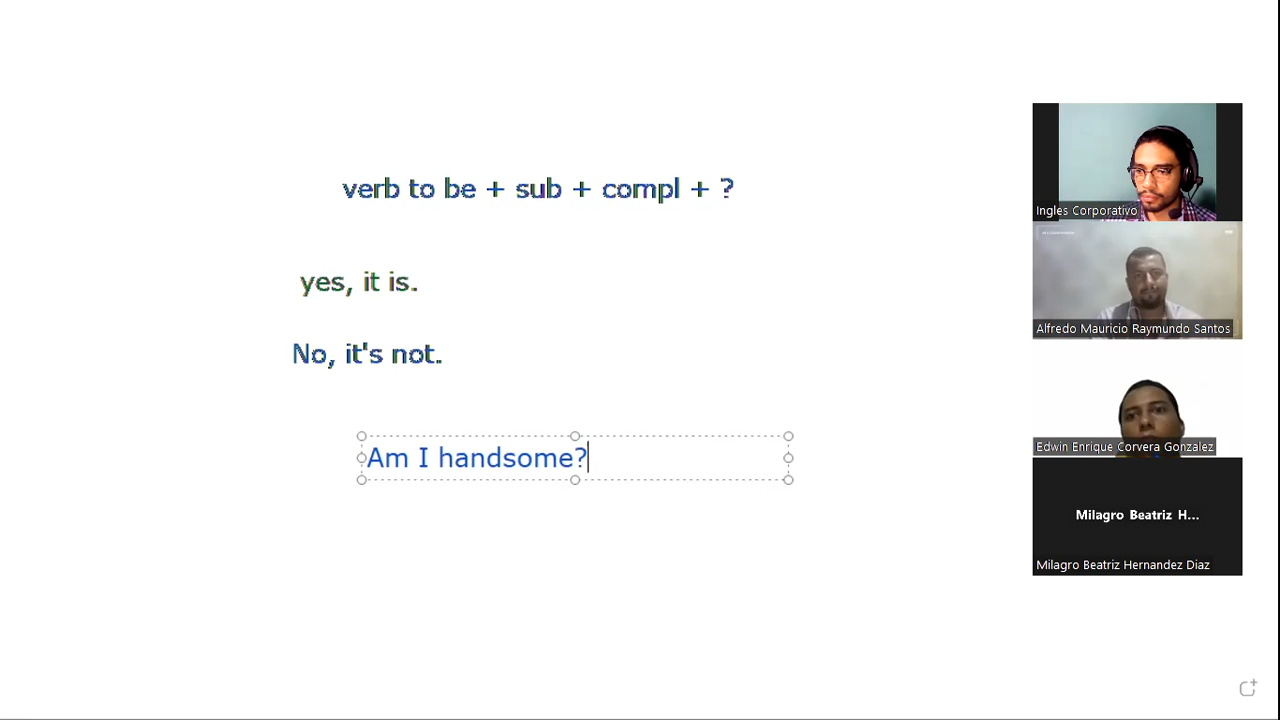 verb to be + sub + compl + ?
yes, it is.
No, it's not.
Am I handsome?
Ingles Corporativo
Alfredo Mauricio Raymundo Santos
Edwin Enrique Corvera Gonzalez
Milagro Beatriz H...
Milagro Beatriz Hernandez Diaz